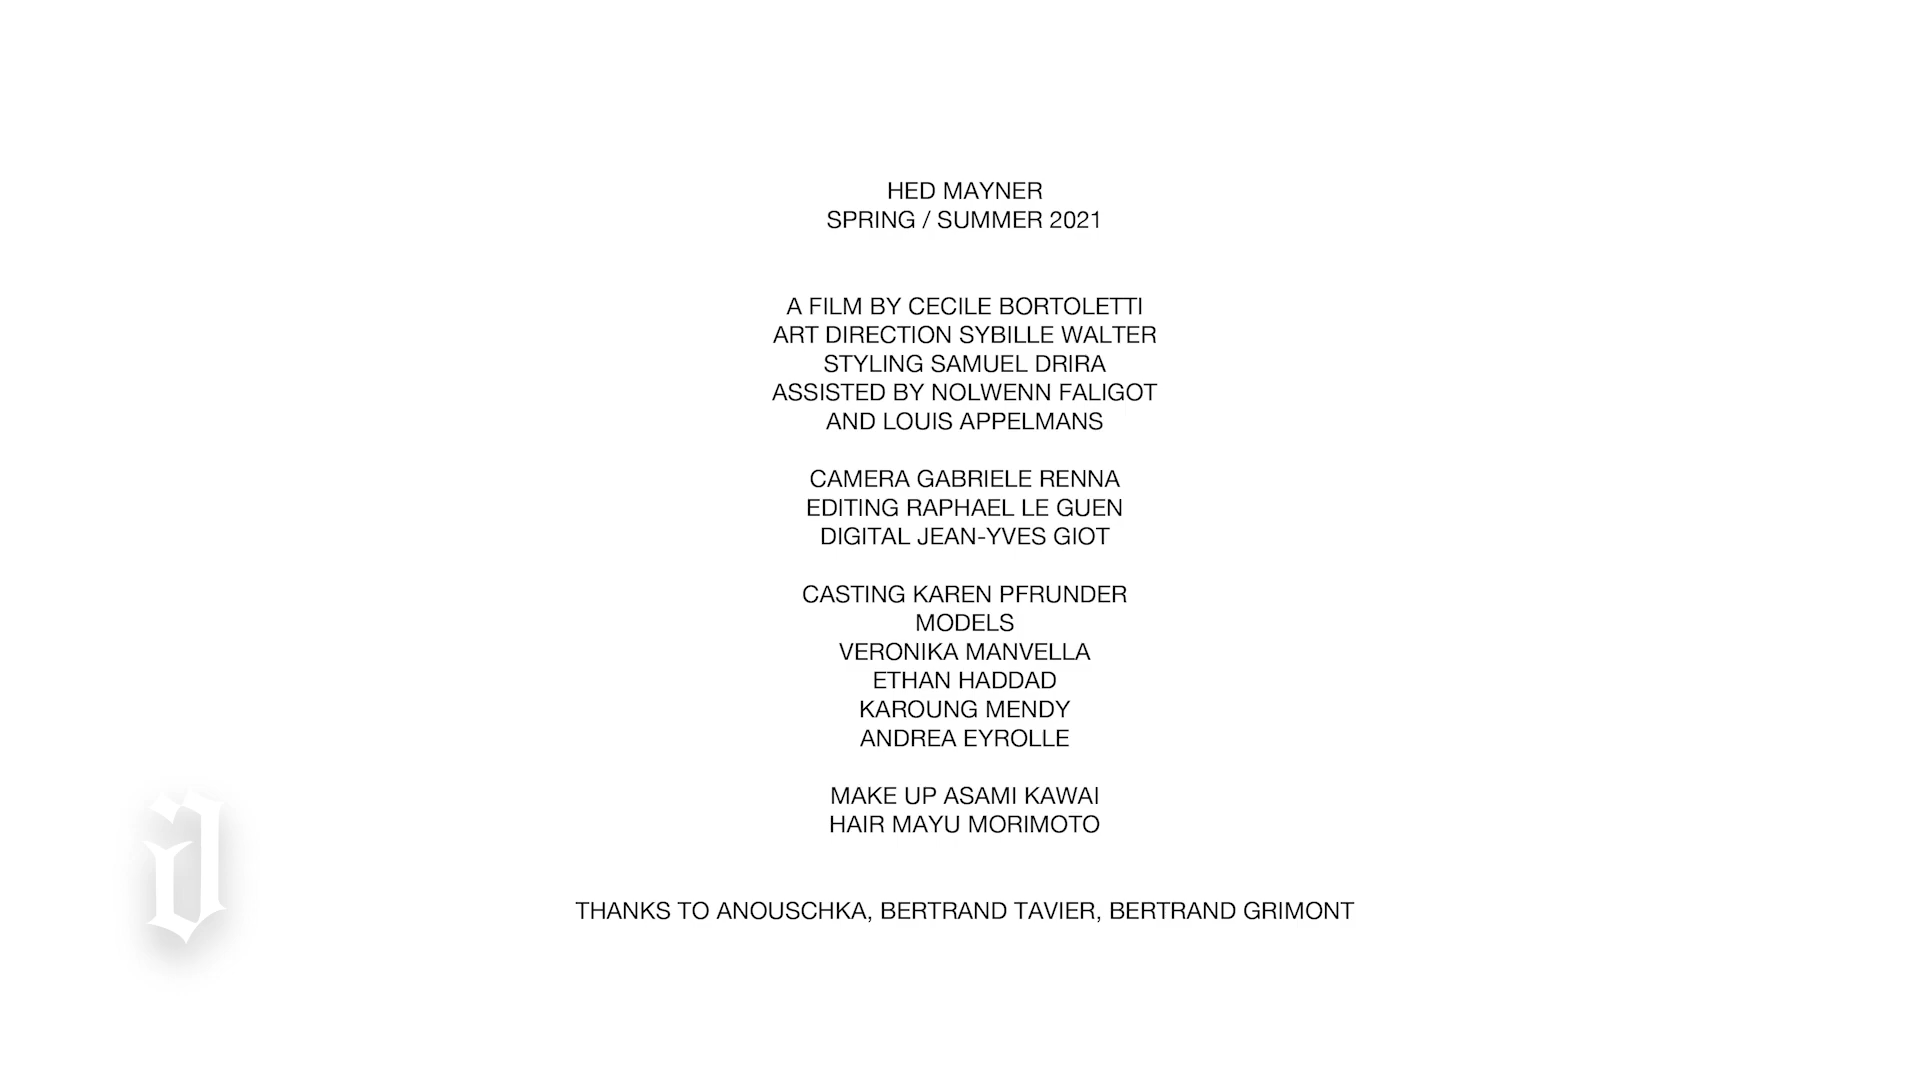 HED MAYNER
SPRING / SUMMER 2021
A FILM BY CECILE BORTOLETTI
ART DIRECTION SYBILLE WALTER
STYLING SAMUEL DRIRA
ASSISTED BY NOLWENN FALIGOT
AND LOUIS APPELMANS
CAMERA GABRIELE RENNA
EDITING RAPHAEL LE GUEN
DIGITAL JEAN-YVES GIOT
CASTING KAREN PFRUNDER
MODELS
VERONIKA MANVELLA
ETHAN HADDAD
KAROUNG MENDY
ANDREA EYROLLE
MAKE UP ASAMI KAWAI
HAIR MAYU MORIMOTO
THANKS TO ANOUSCHKA, BERTRAND TAVIER, BERTRAND GRIMONT